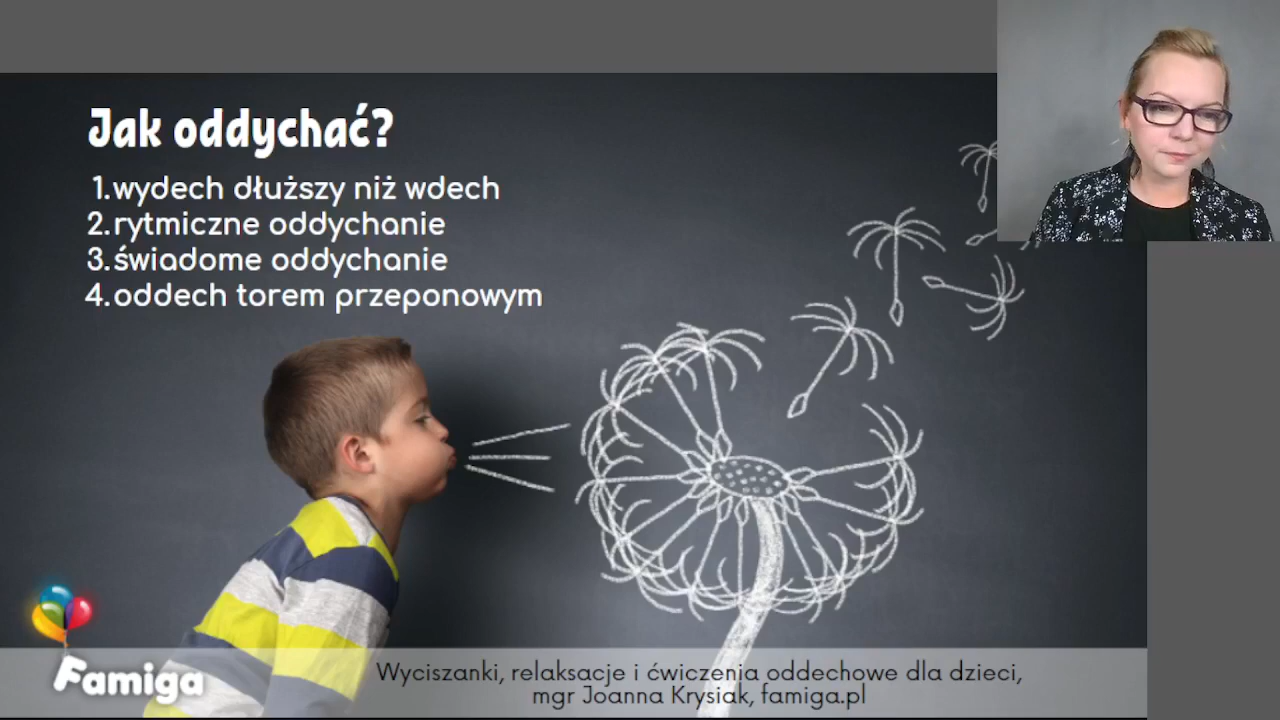 Jak oddychać?
1.wydech dłuższy niż wdech
2.rytmiczne oddychanie
3.świadome oddychanie
4.oddech torem przeponowym
Famiga
Wyciszanki, relaksacje i ćwiczenia oddechowe dla dzieci,
mgr Joanna Krysiak, famiga.pl